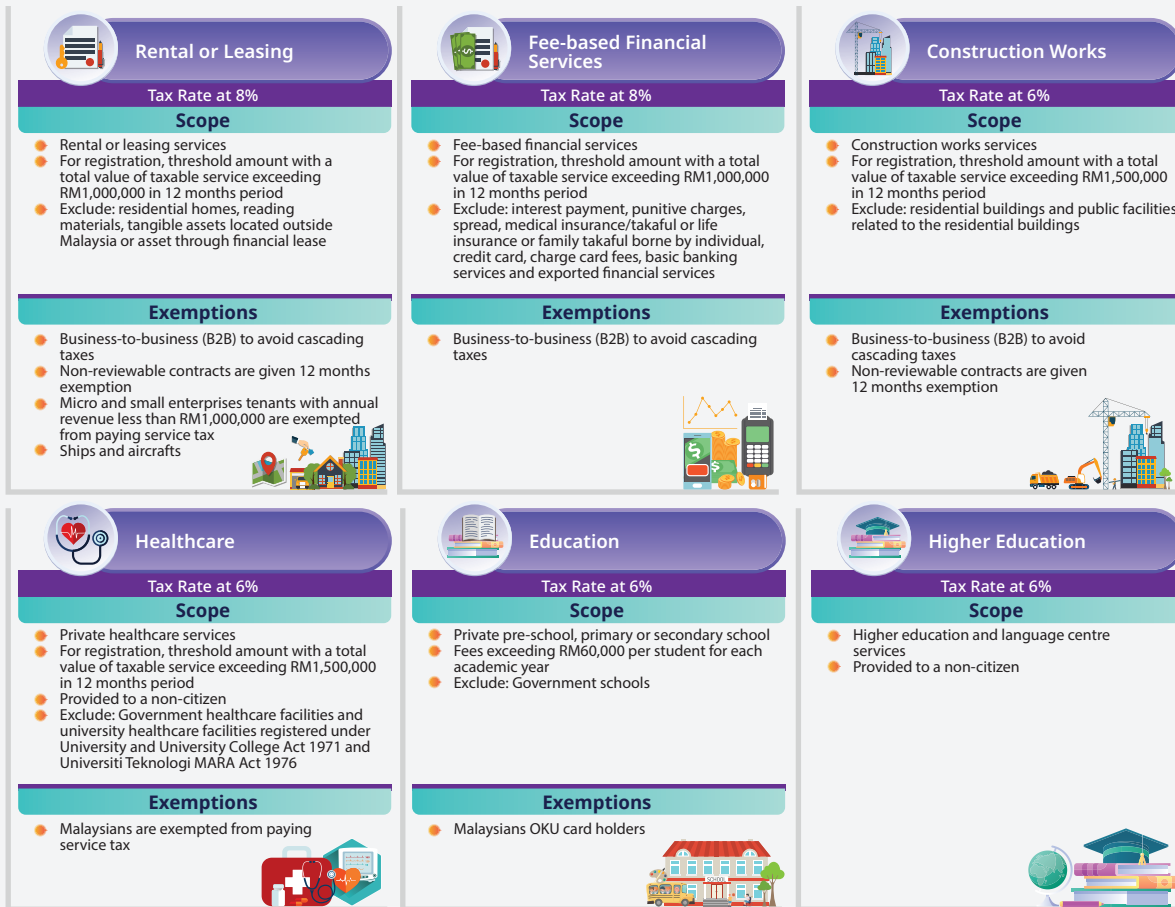 Rental or Leasing
Tax Rate at 8%
Scope
Rental or leasing services
For registration, threshold amount with a
total value of taxable service exceeding
RM1,000,000 in 12 months period
Exclude: residential homes, reading
materials, tangible assets located outside
Malaysia or asset through financial lease
Exemptions
Business-to-business (B2B) to avoid cascading
taxes
Non-reviewable contracts are given 12 months
exemption
Micro and small enterprises tenants with annual
revenue less than RM1,000,000 are exempted
from paying service tax
Ships and aircrafts
Fee-based Financial
Services
Tax Rate at 8%
Scope
Fee-based financial services
For registration, threshold amount with a total
value of taxable service exceeding RM1,000,000
in 12 months period
Exclude: interest payment, punitive charges,
spread, medical insurance/takaful or life
insurance or family takaful borne by individual,
credit card, charge card fees, basic banking
services and exported financial services
Exemptions
Business-to-business (B2B) to avoid cascading
taxes
Construction Works
Tax Rate at 6%
Scope
Construction works services
For registration, threshold amount with a total
value of taxable service exceeding RM1,500,000
in 12 months period
Exclude: residential buildings and public facilities
related to the residential buildings
Exemptions
Business-to-business (B2B) to avoid
cascading taxes
Non-reviewable contracts are given
12 months exemption
Healthcare
Tax Rate at 6%
Scope
Private healthcare services
For registration, threshold amount with a total
value of taxable service exceeding RM1,500,000
in 12 months period
Provided to a non-citizen
Exclude: Government healthcare facilities and
university healthcare facilities registered under
University and University College Act 1971 and
Universiti Teknologi MARA Act 1976
Exemptions
Malaysians are exempted from paying
service tax
Education
Tax Rate at 6%
Scope
Private pre-school, primary or secondary school
Fees exceeding RM60,000 per student for each
academic year
Exclude: Government schools
Exemptions
Malaysians OKU card holders
SCHOOL
Higher Education
Tax Rate at 6%
Scope
Higher education and language centre
services
Provided to a non-citizen